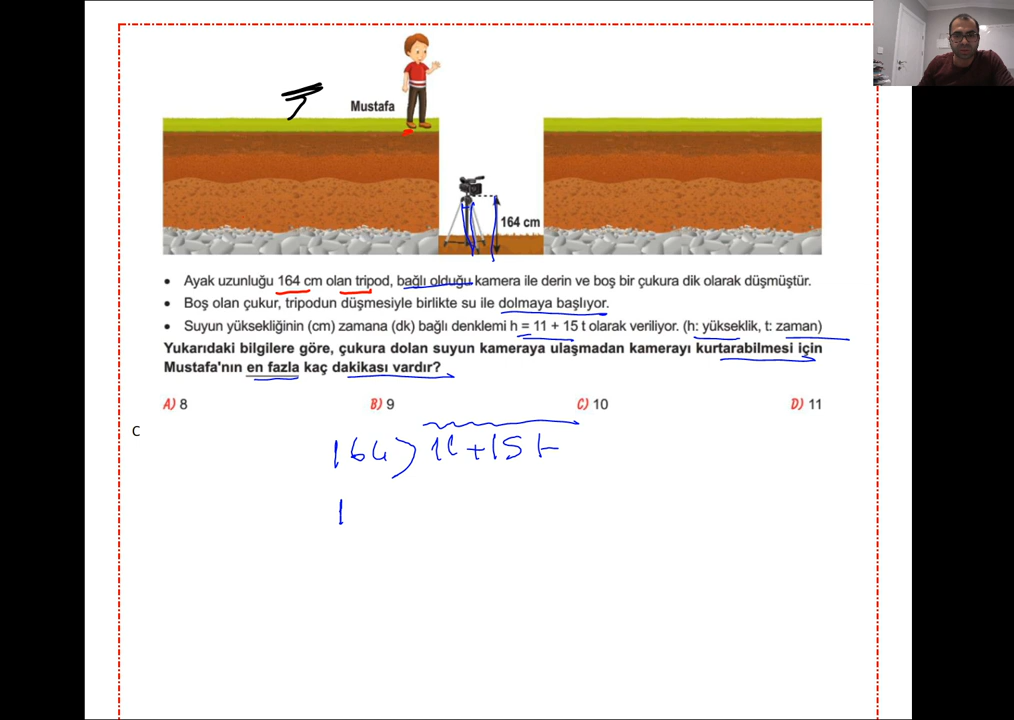 Mustafa
164 cm
• Ayak uzunluğu 164 cm olan tripod, bağlı olduğu kamera ile derin ve boş bir çukura dik olarak düşmüştür.
• Boş olan çukur, tripodun düşmesiyle birlikte su ile dolmaya başlıyor.
• Suyun yüksekliğinin (cm) zamana (dk) bağlı denklemi h = 11 + 15 t olarak veriliyor. (h: yükseklik, t: zaman)
Yukarıdaki bilgilere göre, çukura dolan suyun kameraya ulaşmadan kamerayı kurtarabilmesi için
Mustafa'nın en fazla kaç dakikası vardır?
A) 8 B) 9 C) 10 D) 11
C
164 > 11 + 15 t
1